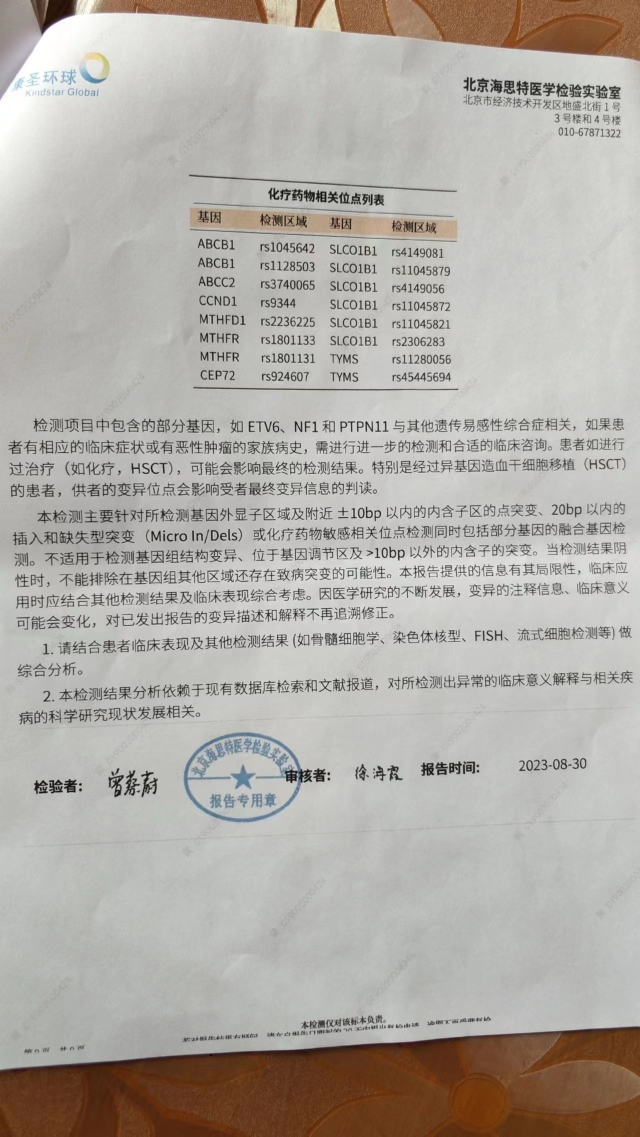 康圣环球
Kindstar Global
北京海思特医学检验实验室
北京市经济技术开发区地盛北街 1 号
3 号楼和 4 号楼
010-67871322
化疗药物相关位点列表
基因 检测区域 基因 检测区域
ABCB1 rs1045642 SLCO1B1 rs4149081
ABCB1 rs1128503 SLCO1B1 rs11045879
ABCC2 rs3740065 SLCO1B1 rs4149056
CCND1 rs9344 SLCO1B1 rs11045872
MTHFD1 rs2236225 SLCO1B1 rs11045821
MTHFR rs1801133 SLCO1B1 rs2306283
MTHFR rs1801131 TYMS rs11280056
CEP72 rs924607 TYMS rs45445694
检测项目中包含的部分基因，如 ETV6、NF1 和 PTPN11 与其他遗传易感性综合症相关，如果患
者有相应的临床症状或有恶性肿瘤的家族病史，需进行进一步的检测和合适的临床咨询。患者如进行
过治疗（如化疗，HSCT），可能会影响最终的检测结果。特别是经过异基因造血干细胞移植（HSCT）
的患者，供者的变异位点会影响受者最终变异信息的判读。
本检测主要针对所检测基因外显子区域及附近 ±10bp 以内的内含子区的点突变、20bp 以内的
插入和缺失型突变（Micro In/Dels）或化疗药物敏感相关位点检测同时包括部分基因的融合基因检
测。不适用于检测基因组结构变异、位于基因调节区及 >10bp 以外的内含子的突变。当检测结果阴
性时，不能排除在基因组其他区域还存在致病突变的可能性。本报告提供的信息有其局限性，临床应
用时应结合其他检测结果及临床表现综合考虑。因医学研究的不断发展，变异的注释信息、临床意义
可能会变化，对已发出报告的变异描述和解释不再追溯修正。
1. 请结合患者临床表现及其他检测结果 (如骨髓细胞学、染色体核型、FISH、流式细胞检测等) 做
综合分析。
2. 本检测结果分析依赖于现有数据库检索和文献报道，对所检测出异常的临床意义解释与相关疾
病的科学研究现状发展相关。
检验者： 审核者： 徐海霞 报告时间： 2023-08-30
北京海思特医学检验实验室
报告专用章
本检测仅对该标本负责。